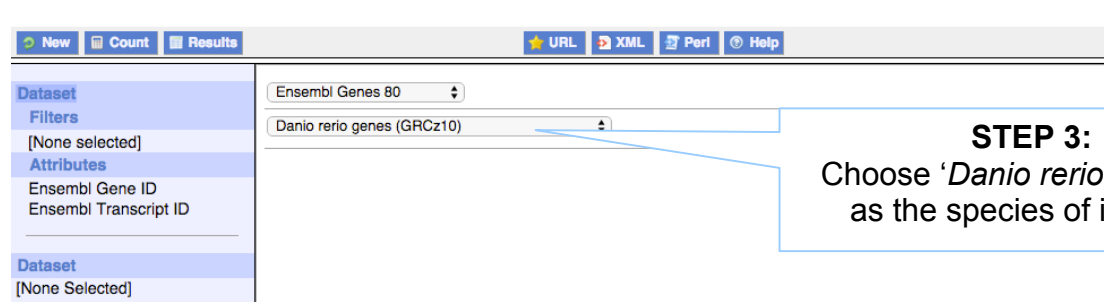 New Count Results URL XML Perl Help
Dataset
Filters
[None selected]
Attributes
Ensembl Gene ID
Ensembl Transcript ID
Dataset
[None Selected]
Ensembl Genes 80
Danio rerio genes (GRCz10)
STEP 3:
Choose ‘Danio rerio
as the species of i